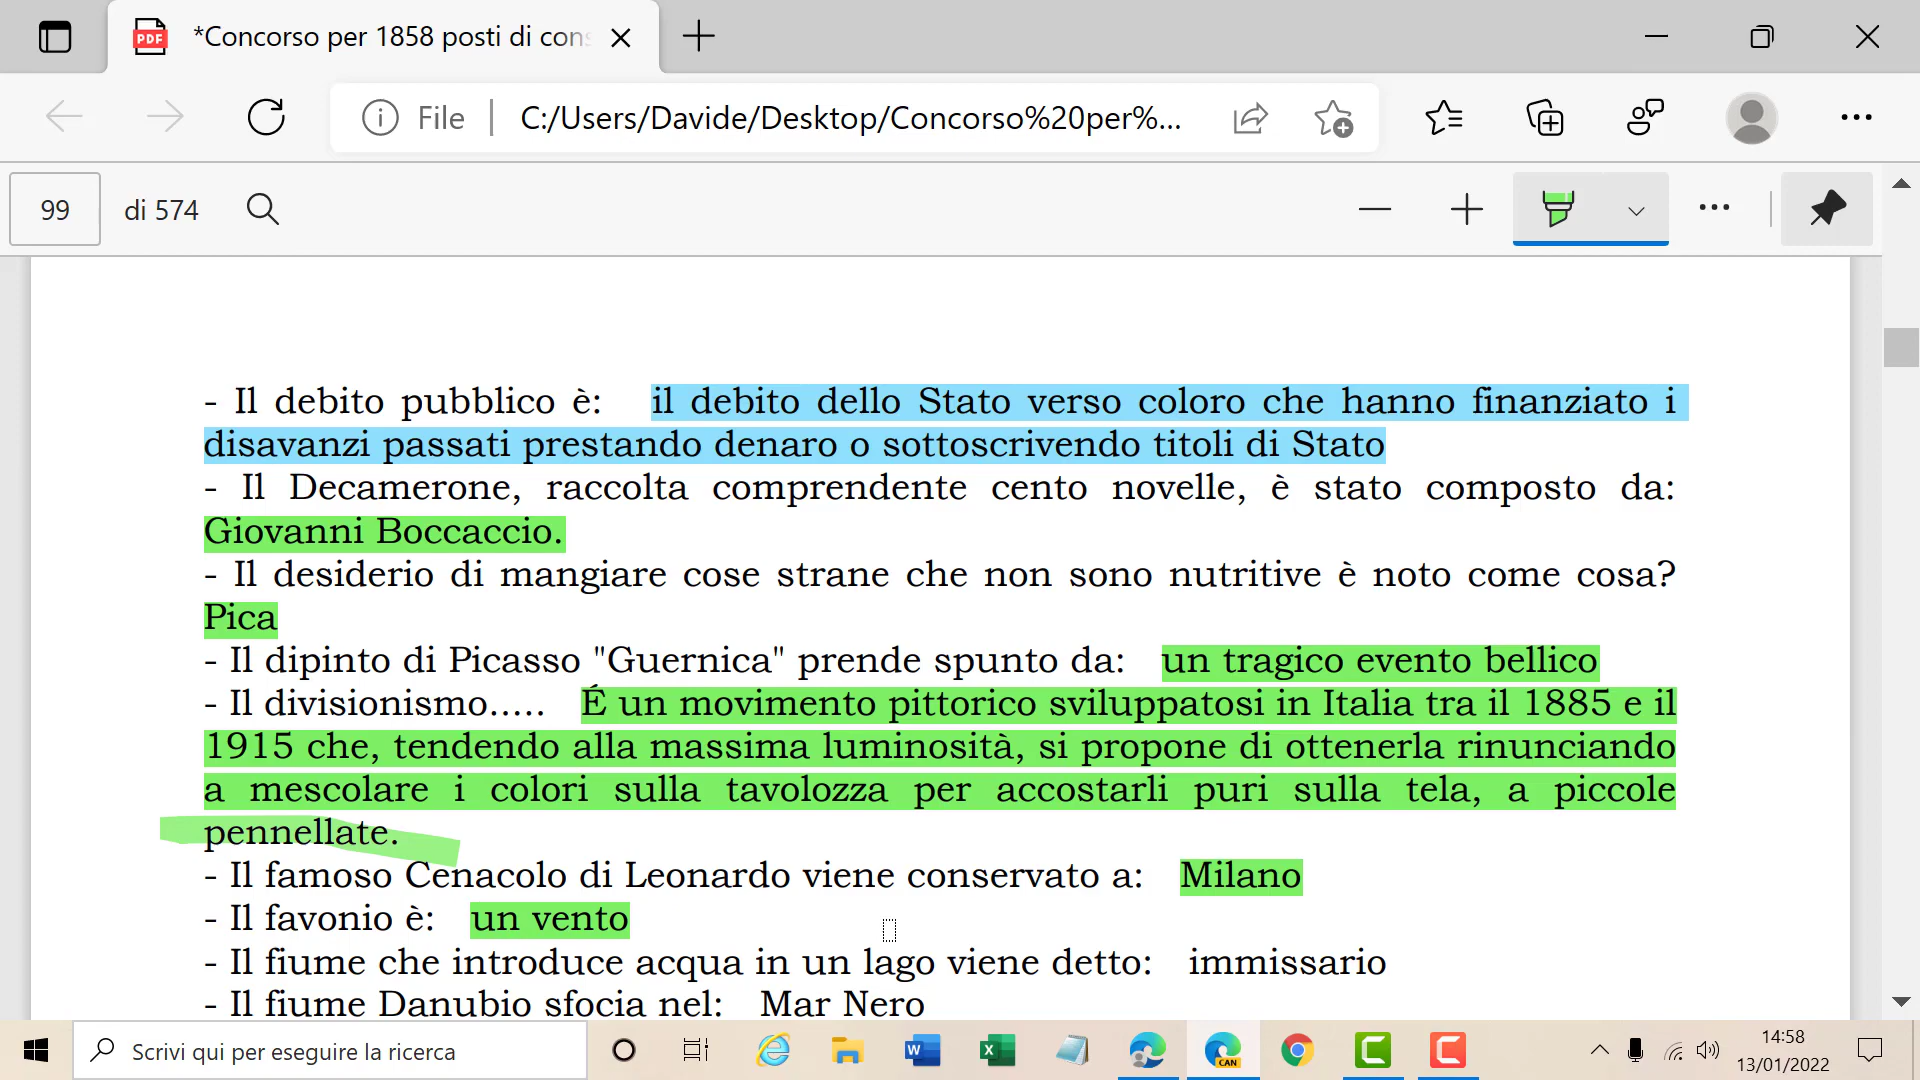 *Concorso per 1858 posti di cons
File
C:/Users/Davide/Desktop/Concorso%20per%...
99
di 574
- Il debito pubblico è: il debito dello Stato verso coloro che hanno finanziato i
disavanzi passati prestando denaro o sottoscrivendo titoli di Stato
- Il Decamerone, raccolta comprendente cento novelle, è stato composto da:
Giovanni Boccaccio.
- Il desiderio di mangiare cose strane che non sono nutritive è noto come cosa?
Pica
- Il dipinto di Picasso "Guernica" prende spunto da: un tragico evento bellico
- Il divisionismo..... É un movimento pittorico sviluppatosi in Italia tra il 1885 e il
1915 che, tendendo alla massima luminosità, si propone di ottenerla rinunciando
a mescolare i colori sulla tavolozza per accostarli puri sulla tela, a piccole
pennellate.
- Il famoso Cenacolo di Leonardo viene conservato a: Milano
- Il favonio è: un vento
- Il fiume che introduce acqua in un lago viene detto: immissario
- Il fiume Danubio sfocia nel: Mar Nero
Scrivi qui per eseguire la ricerca
CAN
14:58
13/01/2022